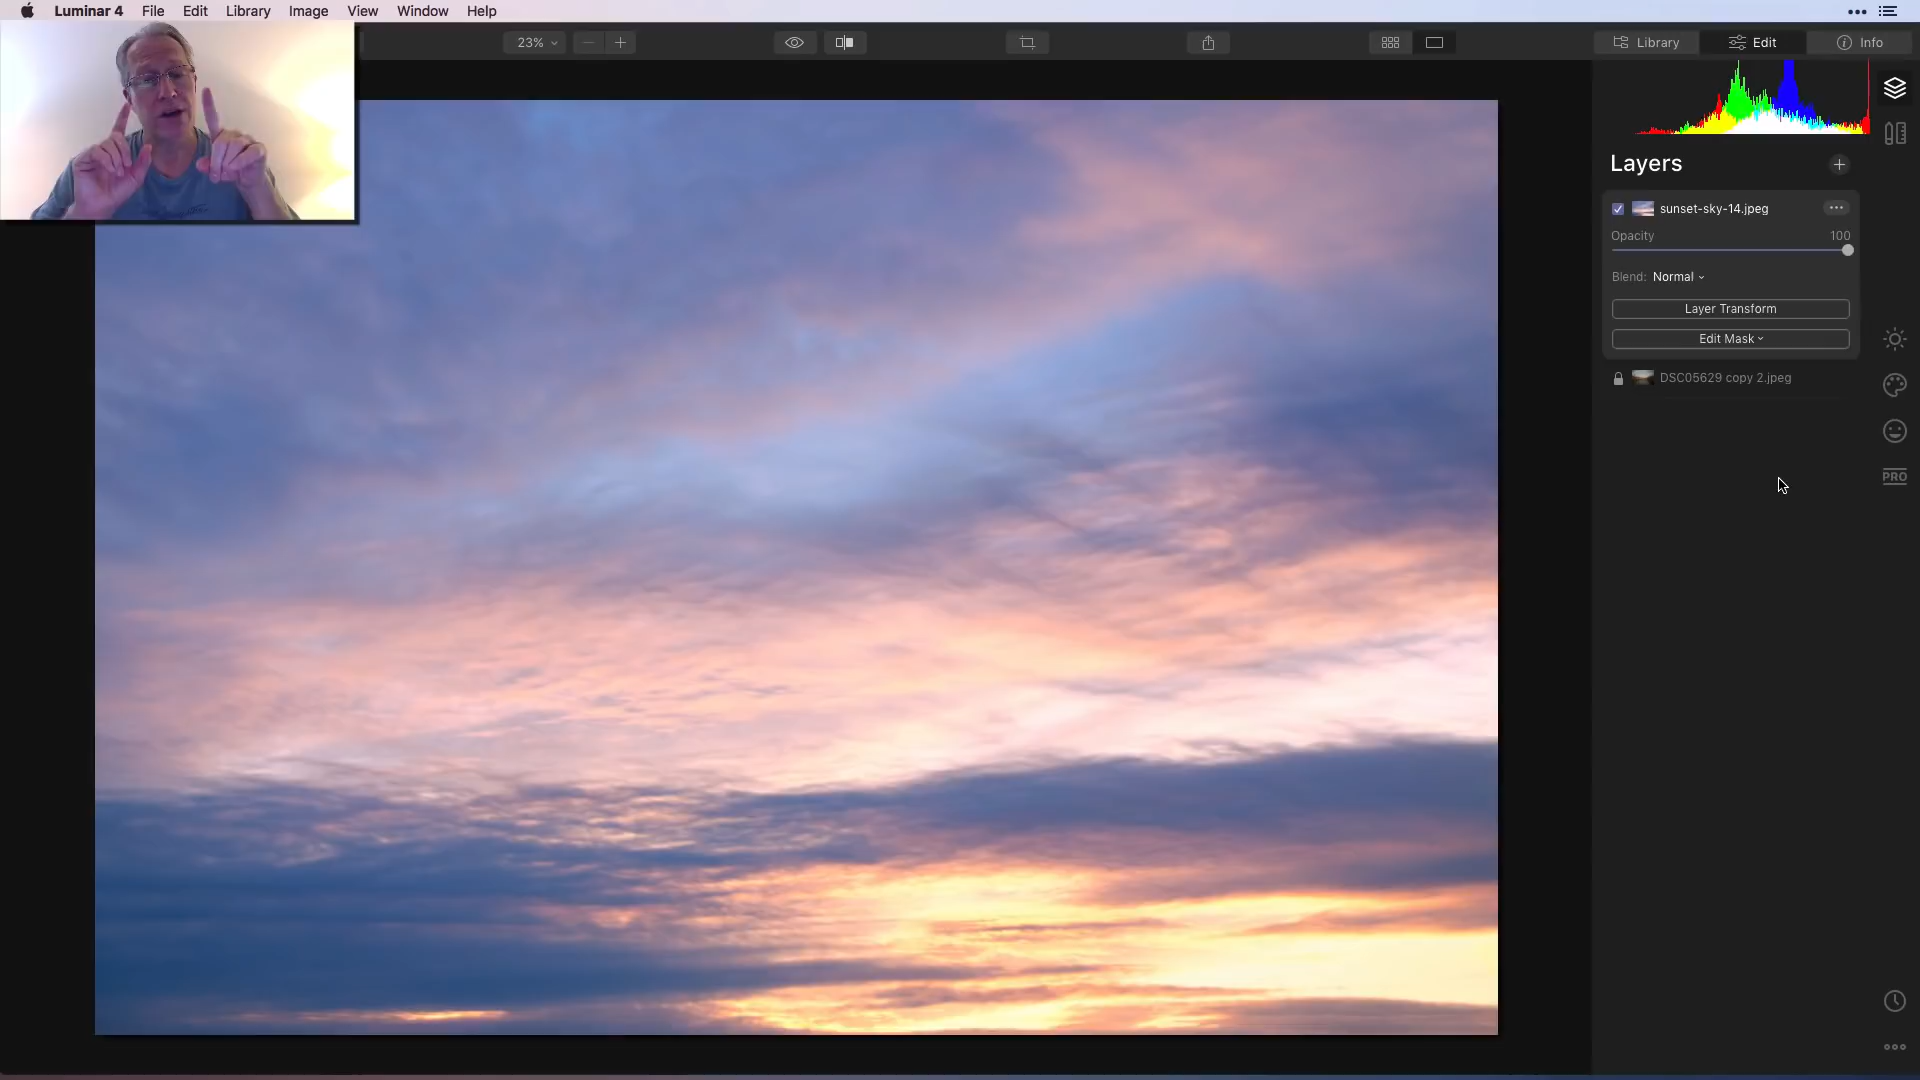 Luminar 4 File Edit Library Image View Window Help
23%
Library Edit Info
Layers
sunset-sky-14.jpeg
Opacity 100
Blend: Normal
Layer Transform
Edit Mask
DSC05629 copy 2.jpeg
PRO